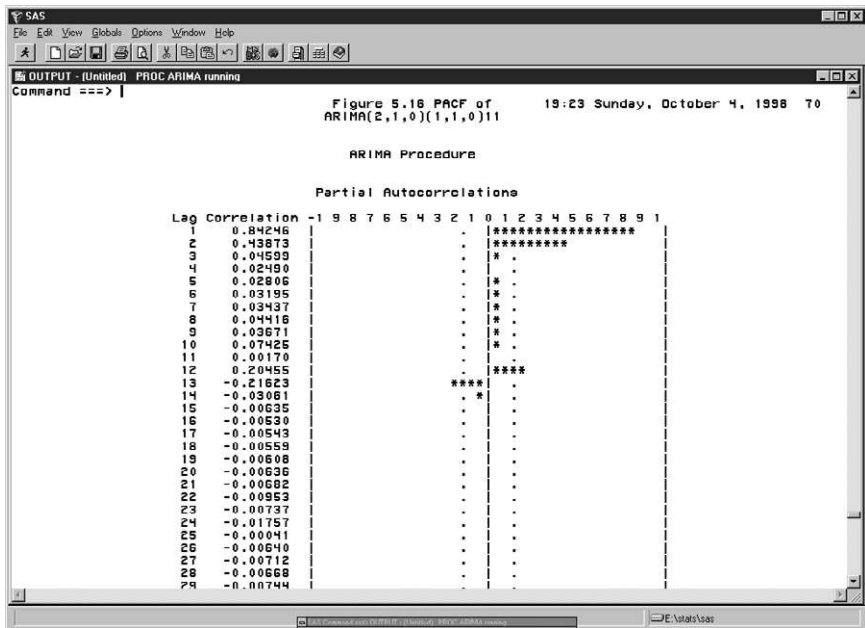 SAS
File Edit View Globals Options Window Help
OUTPUT - (Untitled) PROC ARIMA running
Command ===>
Figure 5.16 PACF of 19:23 Sunday, October 4, 1998 70
ARIMA(2,1,0)(1,1,0)11
ARIMA Procedure
Partial Autocorrelations
Lag Correlation -1 9 8 7 6 5 4 3 2 1 0 1 2 3 4 5 6 7 8 9 1
1 0.84246 | . |***************** |
2 0.43873 | . |********* |
3 0.04599 | . |* . |
4 0.02490 | . | . |
5 0.02806 | . |* . |
6 0.03195 | . |* . |
7 0.03437 | . |* . |
8 0.04416 | . |* . |
9 0.03671 | . |* . |
10 0.07425 | . |* . |
11 0.00170 | . | . |
12 0.20455 | . |**** |
13 -0.21623 | ****| . |
14 -0.03061 | . *| . |
15 -0.00635 | . | . |
16 -0.00530 | . | . |
17 -0.00543 | . | . |
18 -0.00559 | . | . |
19 -0.00608 | . | . |
20 -0.00636 | . | . |
21 -0.00682 | . | . |
22 -0.00953 | . | . |
23 -0.00737 | . | . |
24 -0.01757 | . | . |
25 -0.00041 | . | . |
26 -0.00640 | . | . |
27 -0.00712 | . | . |
28 -0.00668 | . | . |
29 -0.00744 | . | . |
SAS Command OUTPUT - (Untitled) PROC ARIMA running
E:\stats\sas